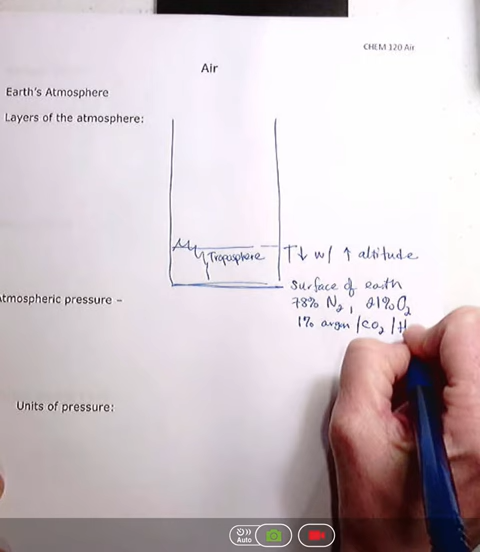 CHEM 120 Air
Air
Earth's Atmosphere
Layers of the atmosphere:
Troposphere T↓ w/ ↑ altitude
surface of earth
tmospheric pressure –
78% N₂, 21% O₂
1% argon/CO₂/H
Units of pressure:
Auto